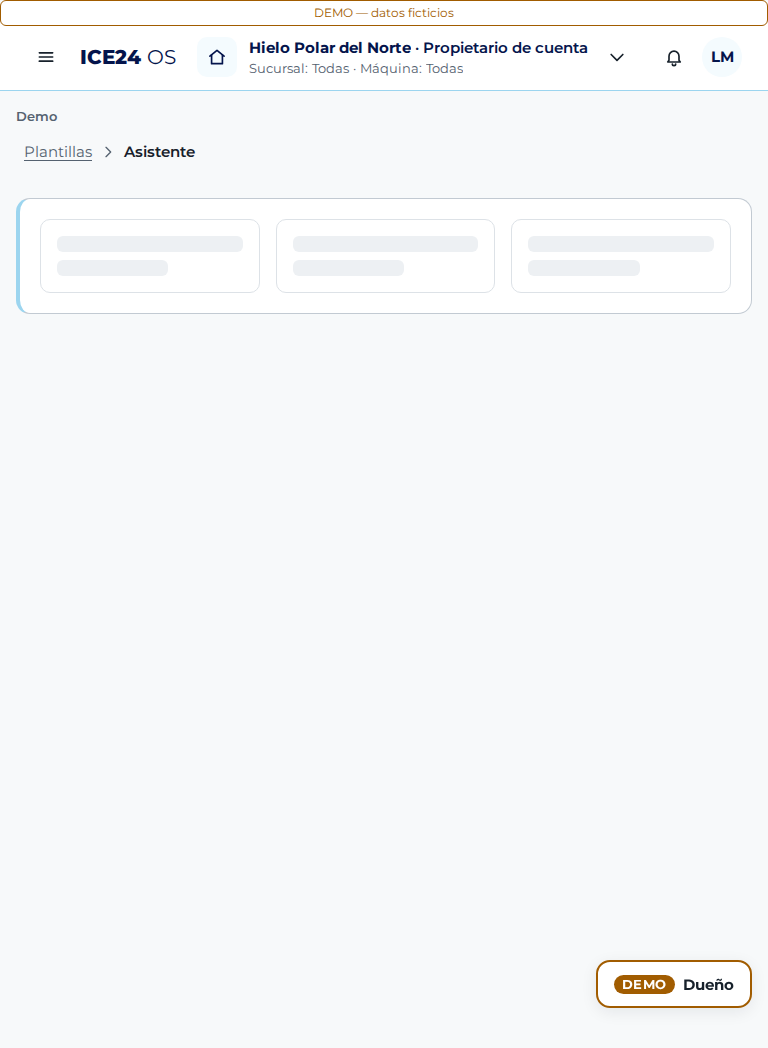 DEMO — datos ficticios
ICE24 OS
Hielo Polar del Norte · Propietario de cuenta
Sucursal: Todas · Máquina: Todas
LM
Demo
Plantillas > Asistente
DEMO Dueño